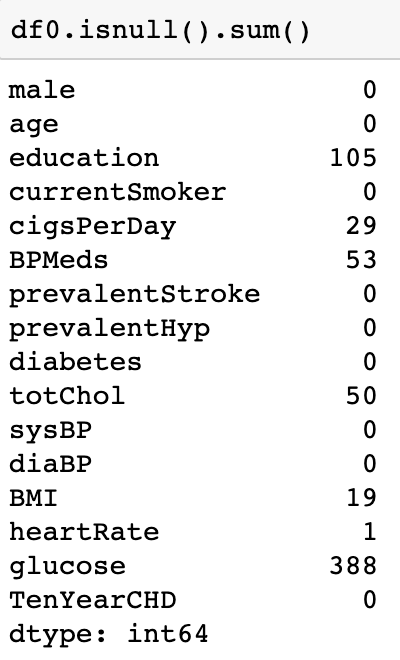 df0.isnull().sum()
male 0
age 0
education 105
currentSmoker 0
cigsPerDay 29
BPMeds 53
prevalentStroke 0
prevalentHyp 0
diabetes 0
totChol 50
sysBP 0
diaBP 0
BMI 19
heartRate 1
glucose 388
TenYearCHD 0
dtype: int64